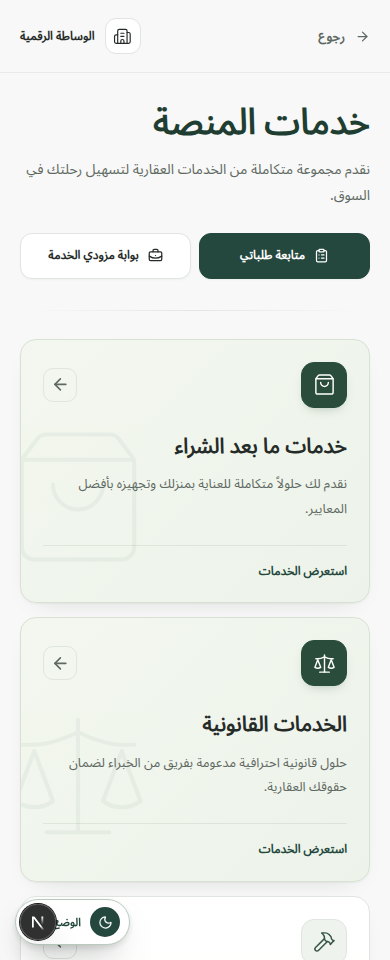 رجوع
الوساطة الرقمية
خدمات المنصة
نقدم مجموعة متكاملة من الخدمات العقارية لتسهيل رحلتك في
السوق.
متابعة طلباتي
بوابة مزودي الخدمة
خدمات ما بعد الشراء
نقدم لك حلولاً متكاملة للعناية بمنزلك وتجهيزه بأفضل
المعايير.
استعرض الخدمات
الخدمات القانونية
حلول قانونية احترافية مدعومة بفريق من الخبراء لضمان
حقوقك العقارية.
استعرض الخدمات
الوضع
N